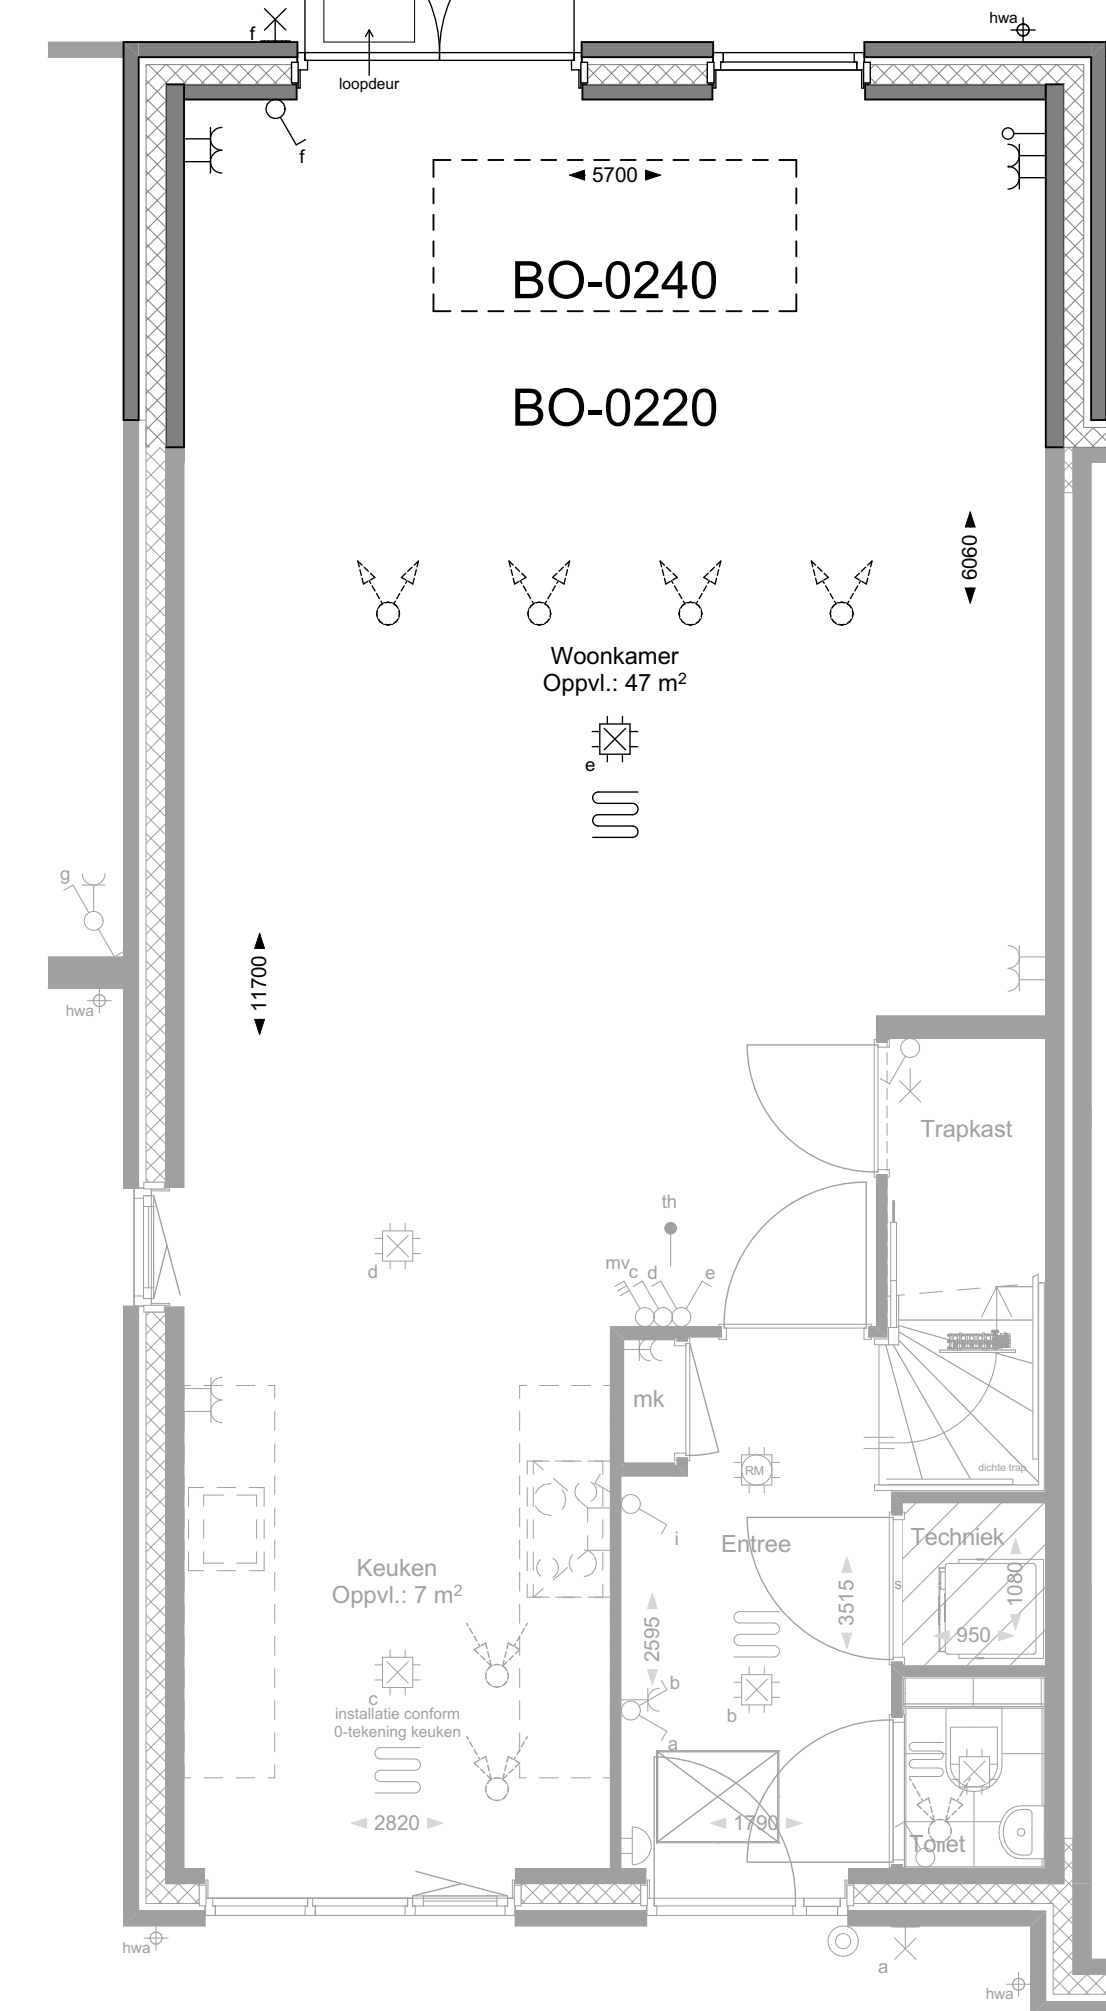 f
hwa
loopdeur
f
5700
BO-0240
BO-0220
6060
Woonkamer
Oppvl.: 47 m²
e
g
11700
hwa
Trapkast
th
mv
c
d
e
d
mk
RM
dichte trap
i
Entree
Techniek
Keuken
Oppvl.: 7 m²
s
1080
3515
2595
950
b
c
b
installatie conform
0-tekening keuken
a
2820
1790
Toilet
hwa
a
hwa